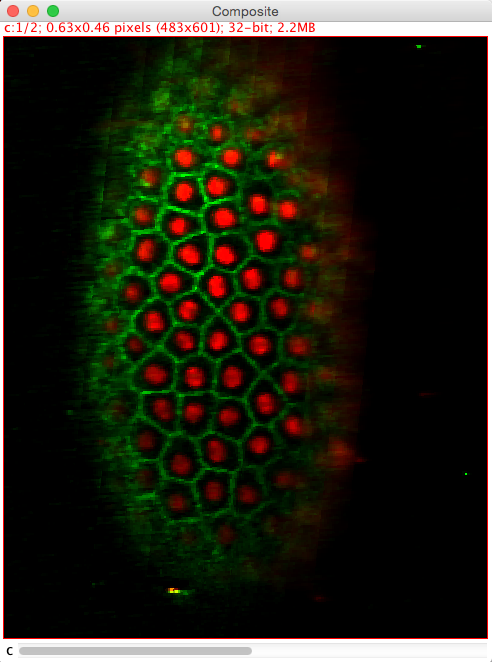 Composite
c:1/2; 0.63x0.46 pixels (483x601); 32-bit; 2.2MB
c